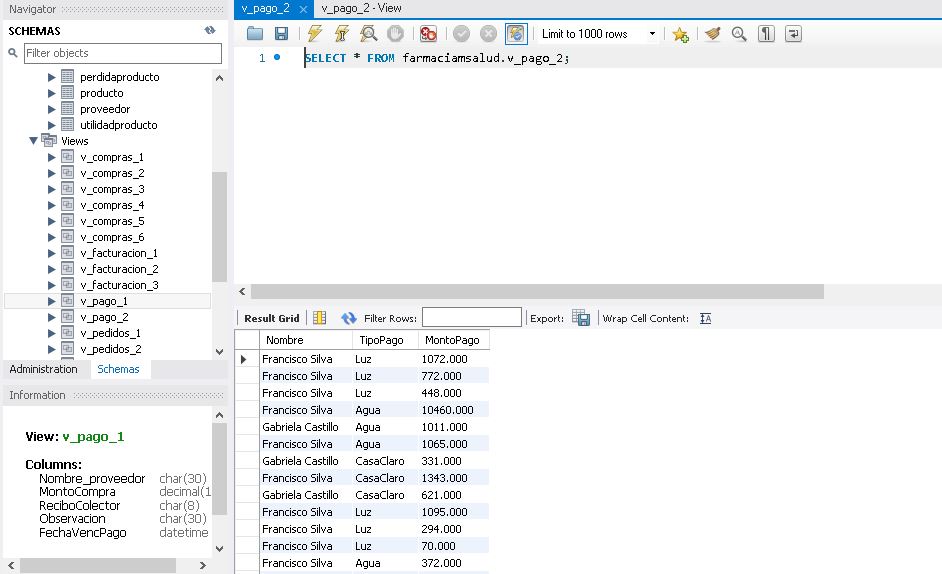 Navigator
SCHEMAS
Filter objects
perdidaproducto
producto
proveedor
utilidadproducto
Views
v_compras_1
v_compras_2
v_compras_3
v_compras_4
v_compras_5
v_compras_6
v_facturacion_1
v_facturacion_2
v_facturacion_3
v_pago_1
v_pago_2
v_pedidos_1
v_pedidos_2
Administration Schemas
Information
View: v_pago_1
Columns:
Nombre_proveedor char(30)
MontoCompra decimal(1
ReciboColector char(8)
Observacion char(30)
FechaVencPago datetime
v_pago_2 v_pago_2 - View
Limit to 1000 rows
1 SELECT * FROM farmaciamsalud.v_pago_2;
Result Grid Filter Rows: Export: Wrap Cell Content:
Nombre TipoPago MontoPago
Francisco Silva Luz 1072.000
Francisco Silva Luz 772.000
Francisco Silva Luz 448.000
Francisco Silva Agua 10460.000
Gabriela Castillo Agua 1011.000
Francisco Silva Agua 1065.000
Gabriela Castillo CasaClaro 331.000
Francisco Silva CasaClaro 1343.000
Gabriela Castillo CasaClaro 621.000
Francisco Silva Luz 1095.000
Francisco Silva Luz 294.000
Francisco Silva Luz 70.000
Francisco Silva Agua 372.000